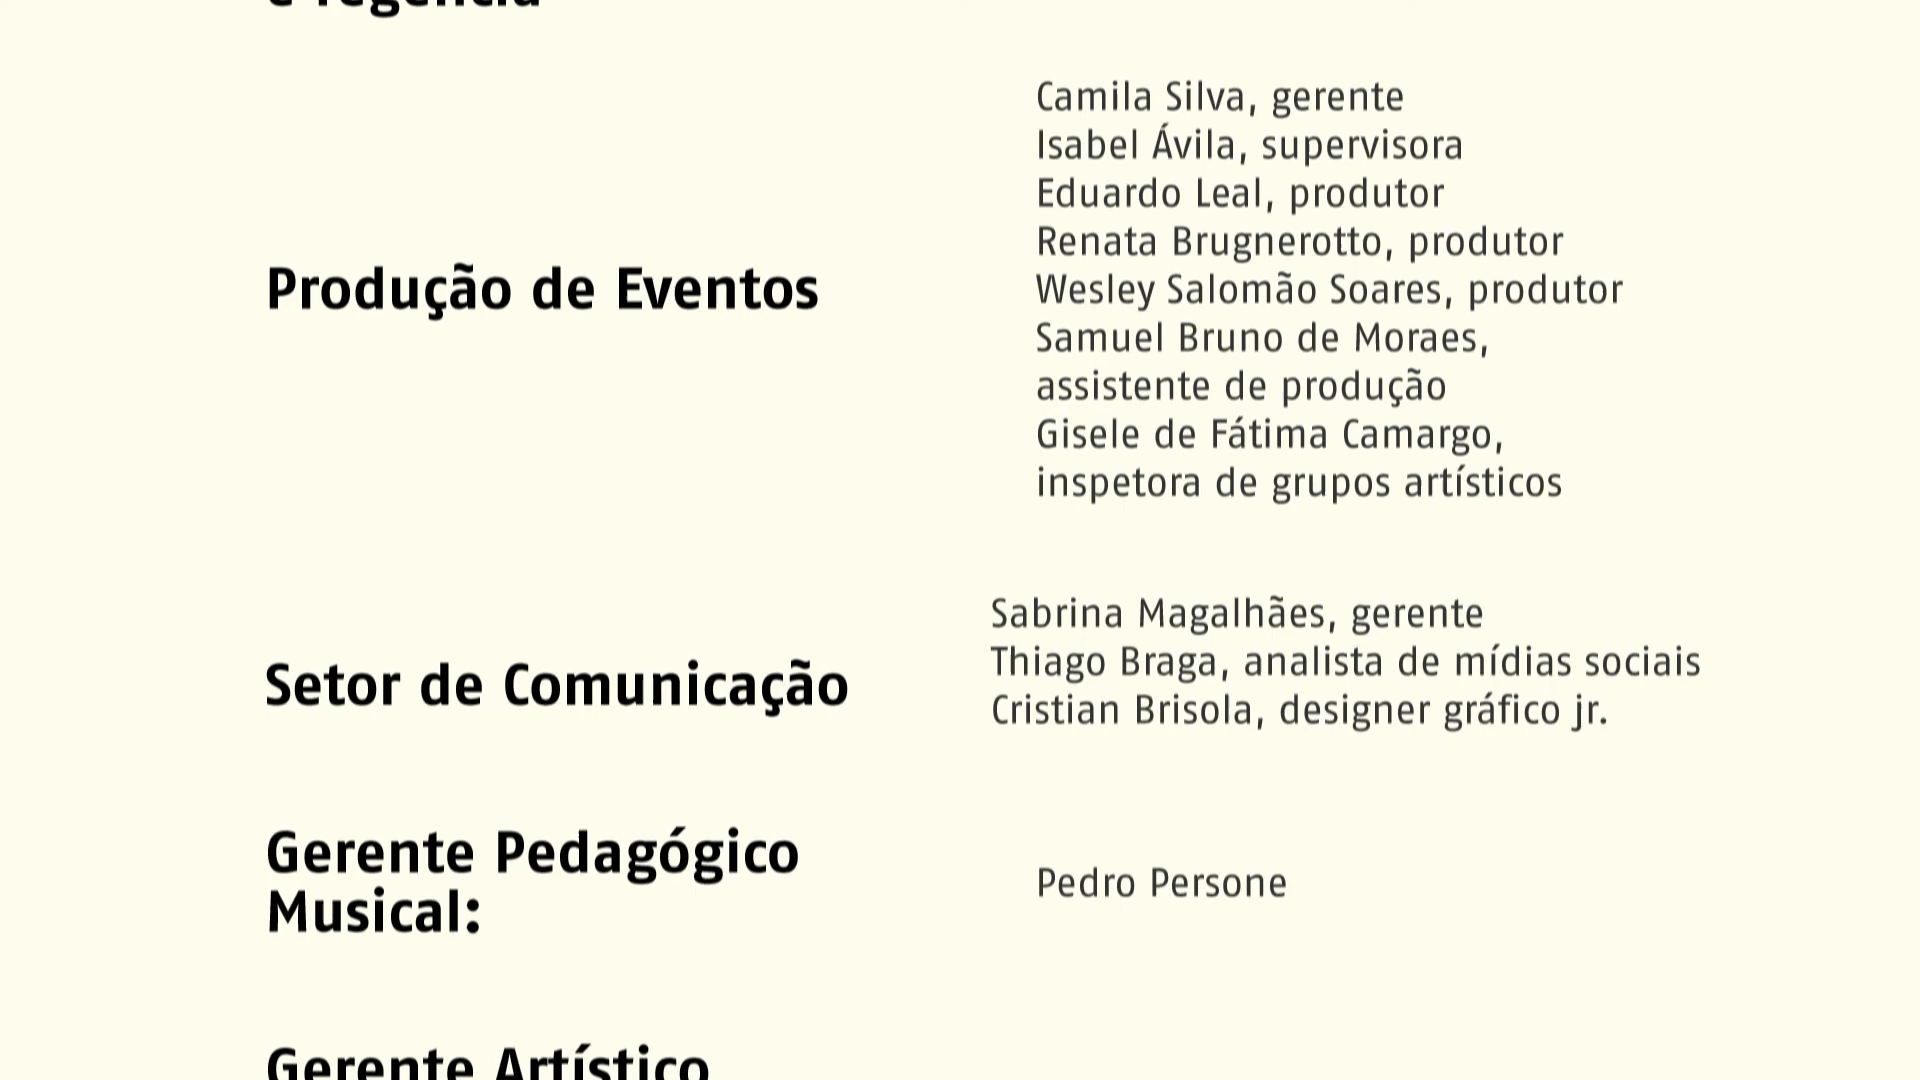 e regência
Camila Silva, gerente
Isabel Ávila, supervisora
Eduardo Leal, produtor
Renata Brugnerotto, produtor
Produção de Eventos
Wesley Salomão Soares, produtor
Samuel Bruno de Moraes,
assistente de produção
Gisele de Fátima Camargo,
inspetora de grupos artísticos
Sabrina Magalhães, gerente
Setor de Comunicação
Thiago Braga, analista de mídias sociais
Cristian Brisola, designer gráfico jr.
Gerente Pedagógico
Musical:
Pedro Persone
Gerente Artístico